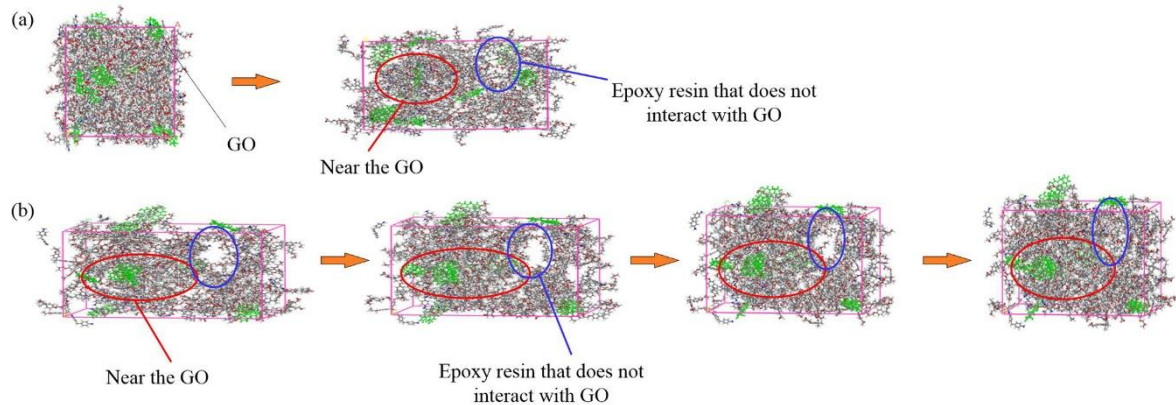 (a)
GO
Near the GO
Epoxy resin that does not
interact with GO
(b)
Near the GO
Epoxy resin that does not
interact with GO